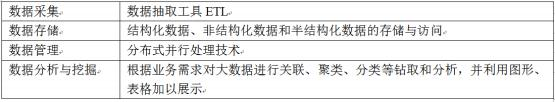 数据采集 数据抽取工具 ETL
数据存储 结构化数据、非结构化数据和半结构化数据的存储与访问
数据管理 分布式并行处理技术
数据分析与挖掘 根据业务需求对大数据进行关联、聚类、分类等钻取和分析，并利用图形、
表格加以展示